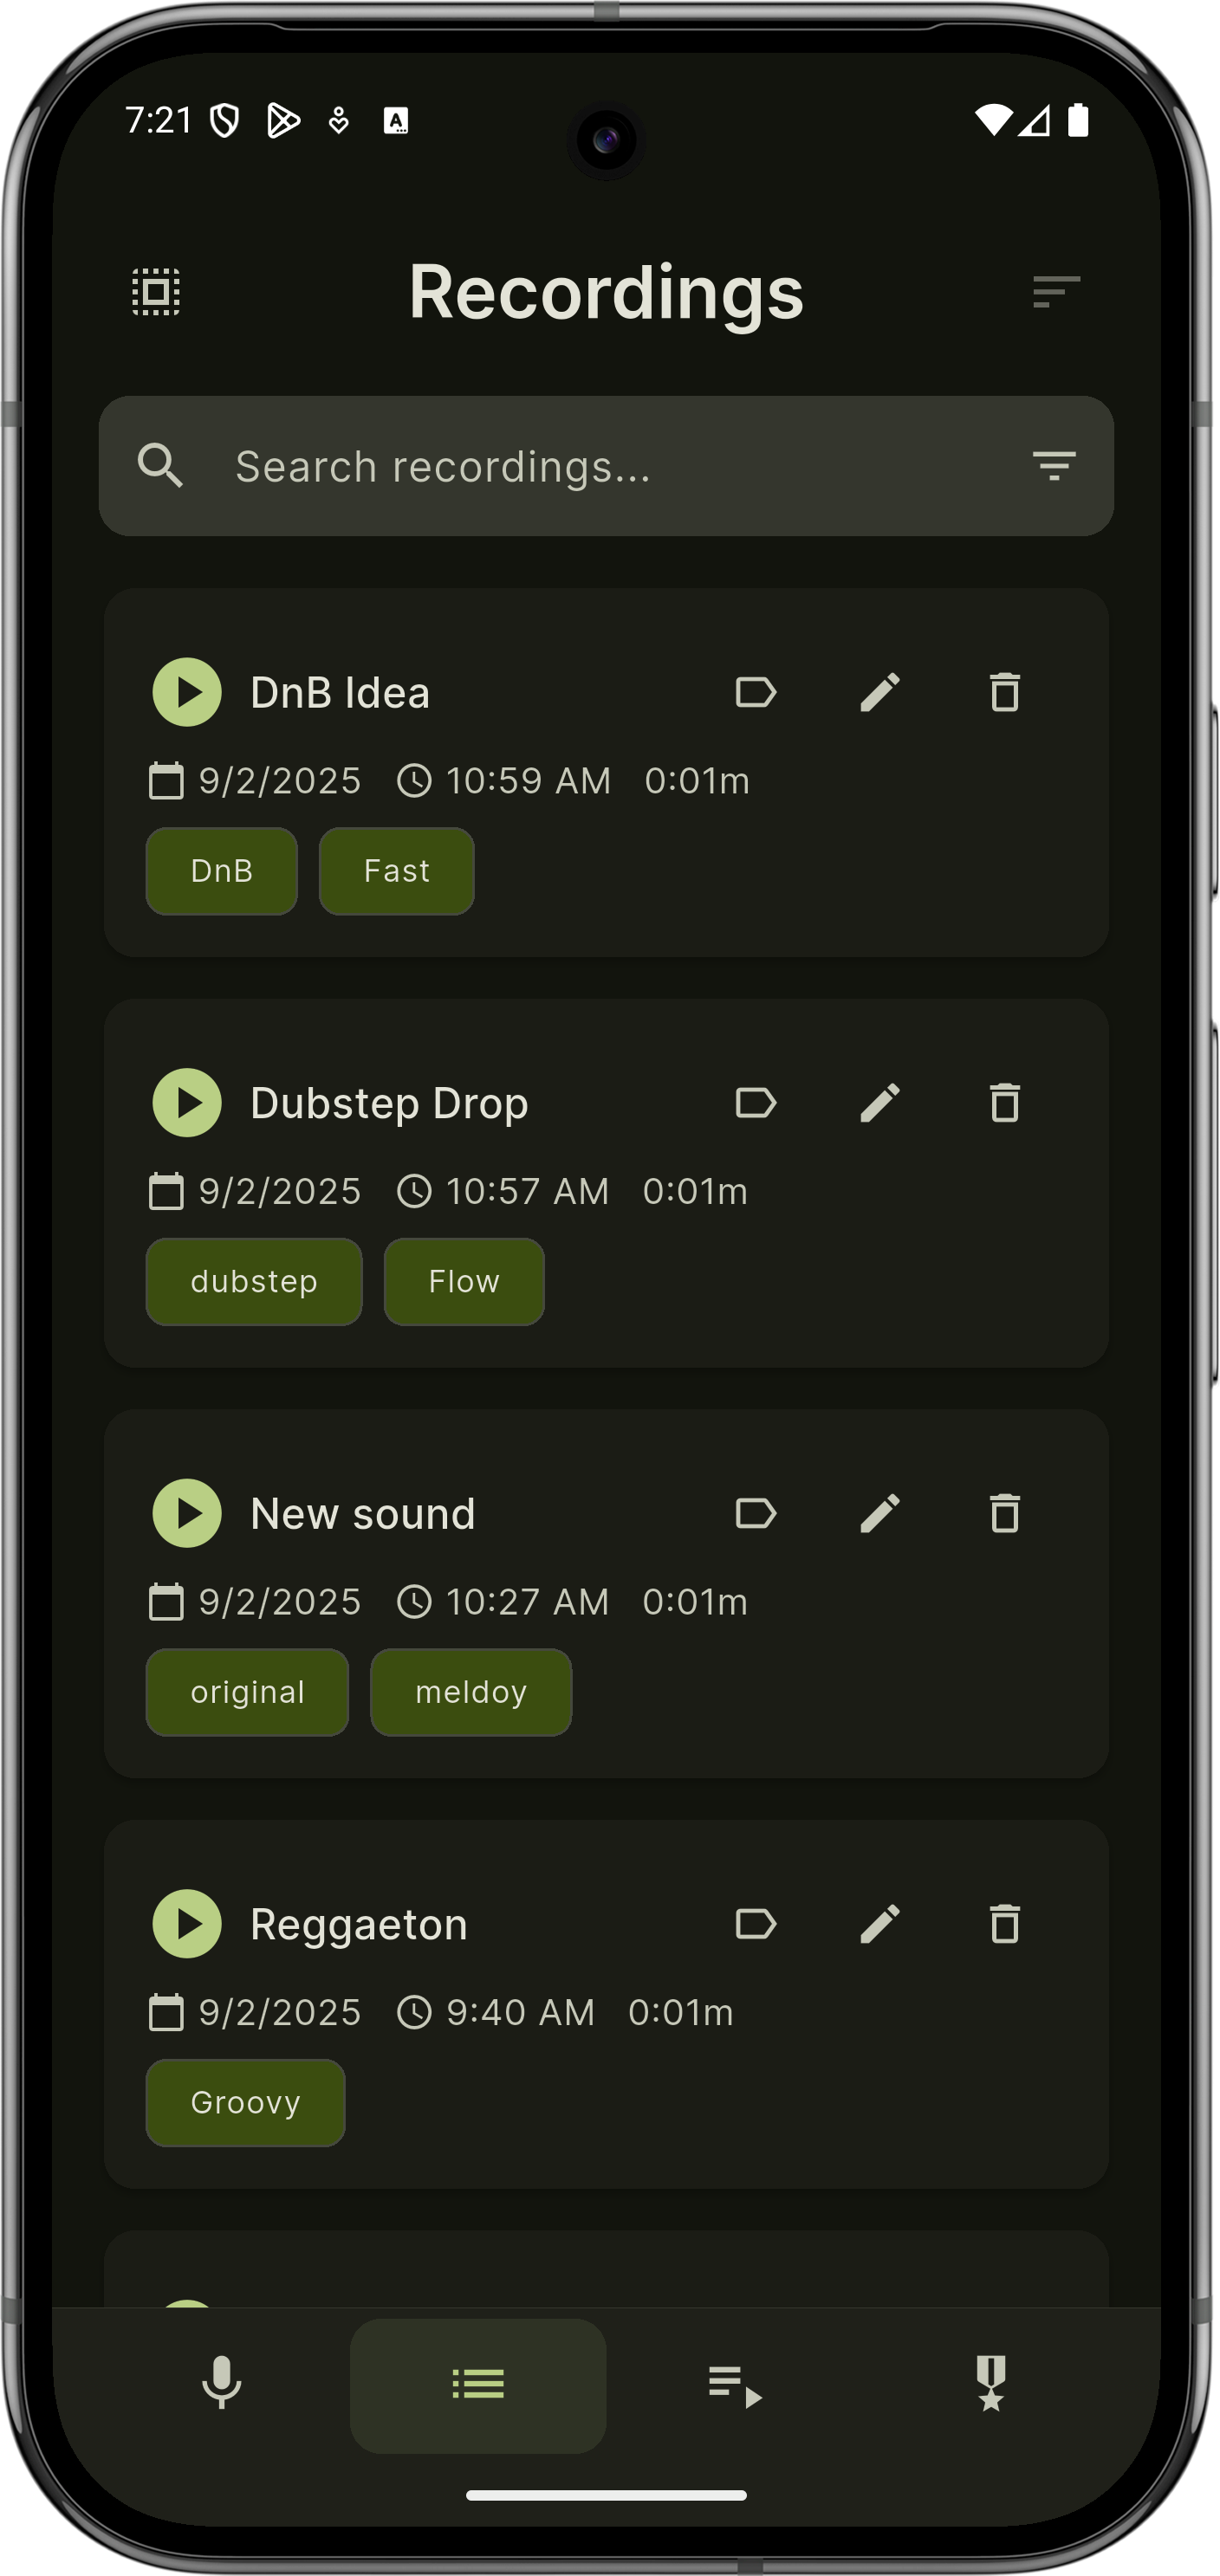 7:21
Recordings
Search recordings...
DnB Idea
9/2/2025 10:59 AM 0:01m
DnB Fast
Dubstep Drop
9/2/2025 10:57 AM 0:01m
dubstep Flow
New sound
9/2/2025 10:27 AM 0:01m
original meldoy
Reggaeton
9/2/2025 9:40 AM 0:01m
Groovy